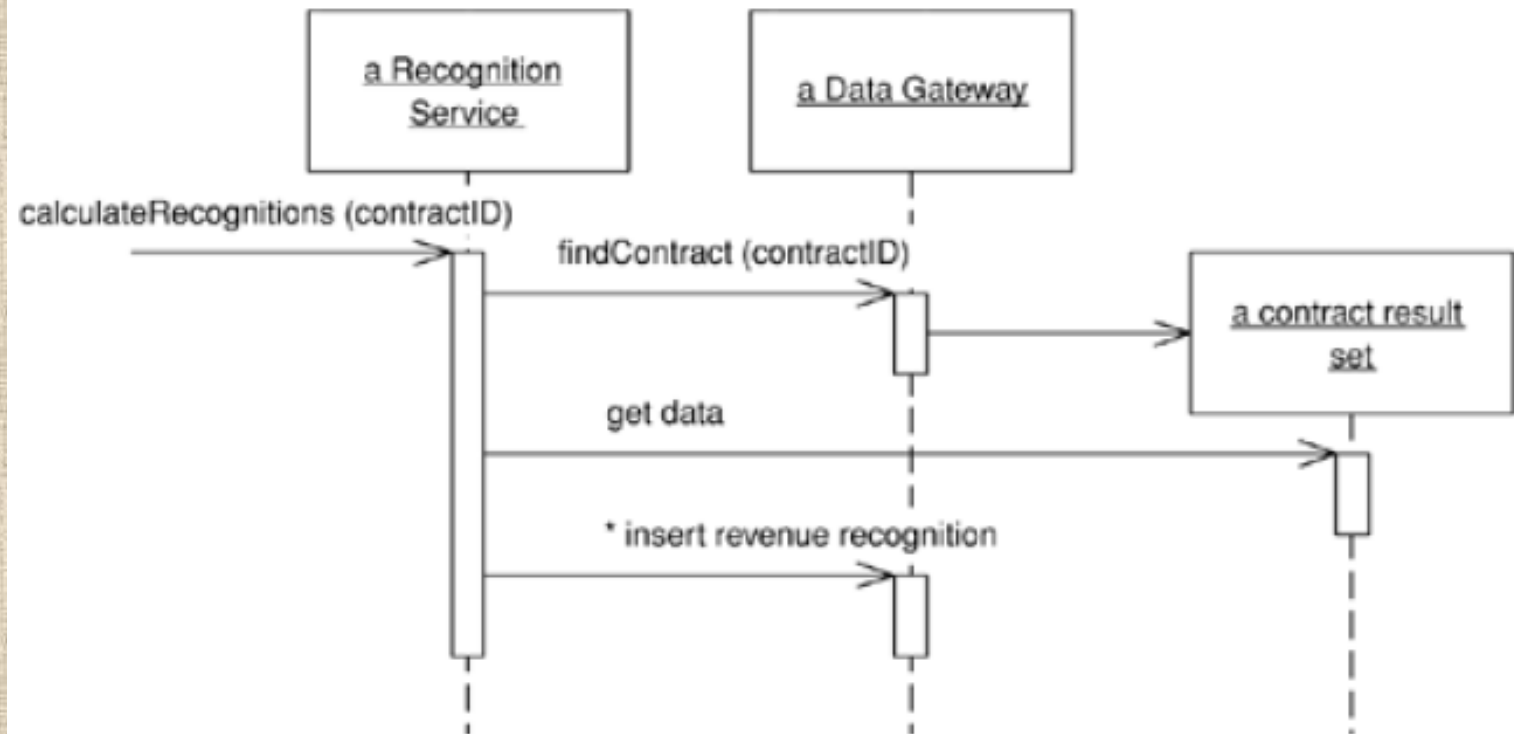 a Recognition
Service
a Data Gateway
calculateRecognitions (contractID)
findContract (contractID)
a contract result
set
get data
* insert revenue recognition